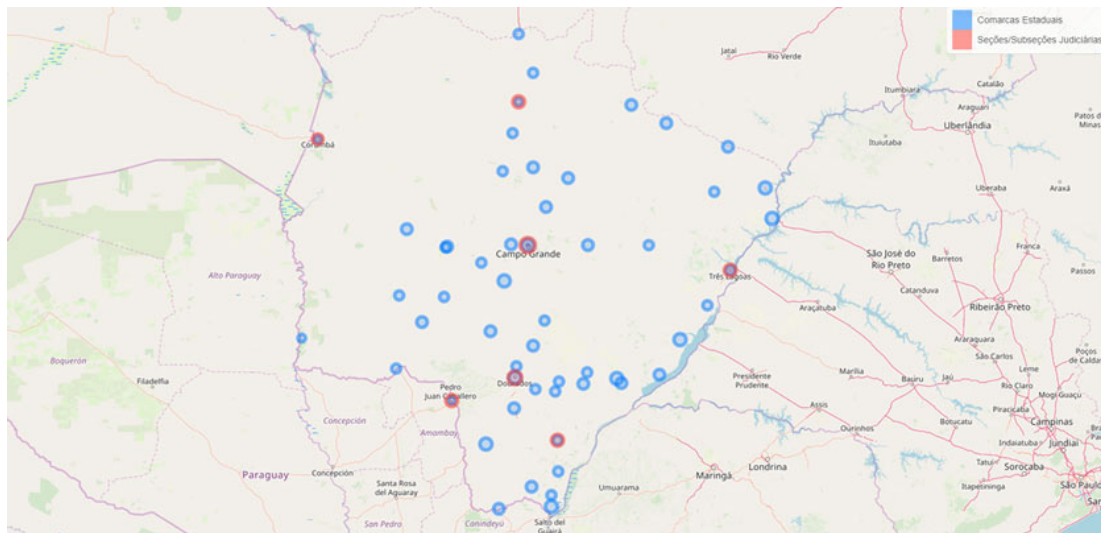 Comarcas Estaduais
Seções/Subseções Judiciárias
Jataí
Rio Verde
Catalão
Itumbiara
Araguari
Uberlândia
Patos de
Minas
Ituiutaba
Corumbá
Uberaba
Araxá
Campo Grande
Alto Paraguay
Três Lagoas
São José do
Rio Preto
Barretos
Franca
Passos
Catanduva
Araçatuba
Ribeirão Preto
Boquerón
Filadelfia
Araraquara
São Carlos
Poços
de Caldas
Presidente
Prudente
Marília
Bauru
Jaú
Leme
Rio Claro
Mogi Guaçu
Piracicaba
Dourados
Pedro
Juan Caballero
Assis
Ourinhos
Botucatu
Campinas
Concepción
Amambay
Indaiatuba
Jundiaí
Paraguay
Concepción
Santa Rosa
del Aguaray
Maringá
Londrina
Tatuí
Sorocaba
Itapetininga
São Paulo
Umuarama
San Pedro
Canindeyú
Salto del
Guairá